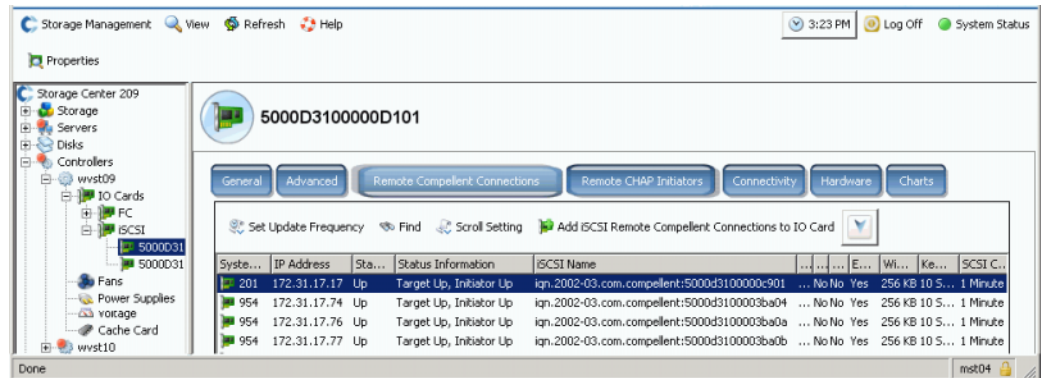 Storage Management View Refresh Help 3:23 PM Log Off System Status
Properties
Storage Center 209
Storage
Servers
Disks
Controllers
wvst09
IO Cards
FC
iSCSI
5000D31
5000D31
Fans
Power Supplies
Voltage
Cache Card
wvst10
5000D3100000D101
General Advanced Remote Compellent Connections Remote CHAP Initiators Connectivity Hardware Charts
Set Update Frequency Find Scroll Setting Add iSCSI Remote Compellent Connections to IO Card
Syste... IP Address Sta... Status Information iSCSI Name ... ... ... E... Wi... Ke... SCSI C..
201 172.31.17.17 Up Target Up, Initiator Up iqn.2002-03.com.compellent:5000d3100000c901 ... No No Yes 256 KB 10 S... 1 Minute
954 172.31.17.74 Up Target Up, Initiator Up iqn.2002-03.com.compellent:5000d3100003ba04 ... No No Yes 256 KB 10 S... 1 Minute
954 172.31.17.76 Up Target Up, Initiator Up iqn.2002-03.com.compellent:5000d3100003ba0a ... No No Yes 256 KB 10 S... 1 Minute
954 172.31.17.77 Up Target Up, Initiator Up iqn.2002-03.com.compellent:5000d3100003ba0b ... No No Yes 256 KB 10 S... 1 Minute
Done mst04